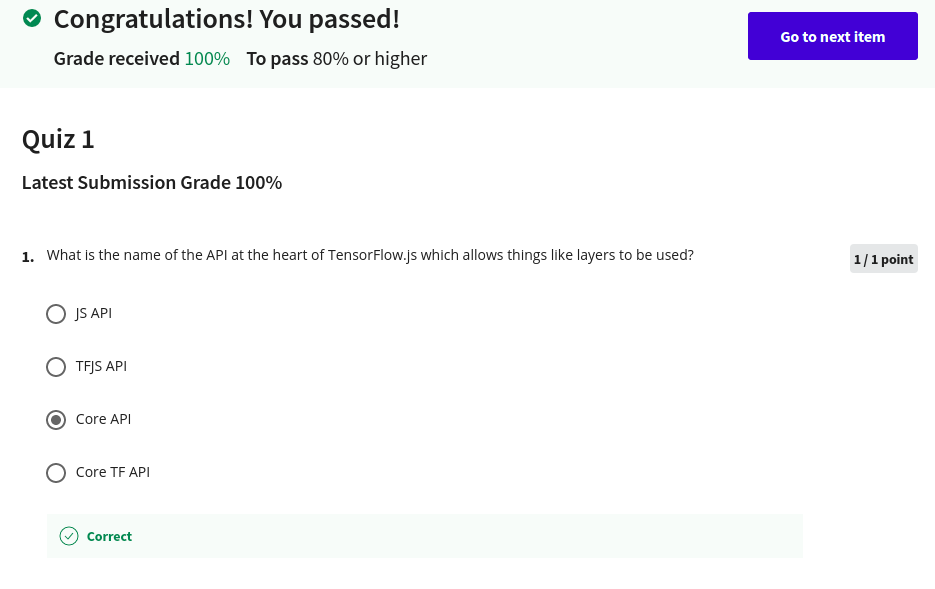 Congratulations! You passed!
Go to next item
Grade received 100% To pass 80% or higher
Quiz 1
Latest Submission Grade 100%
1. What is the name of the API at the heart of TensorFlow.js which allows things like layers to be used?
1 / 1 point
JS API
TFJS API
Core API
Core TF API
Correct